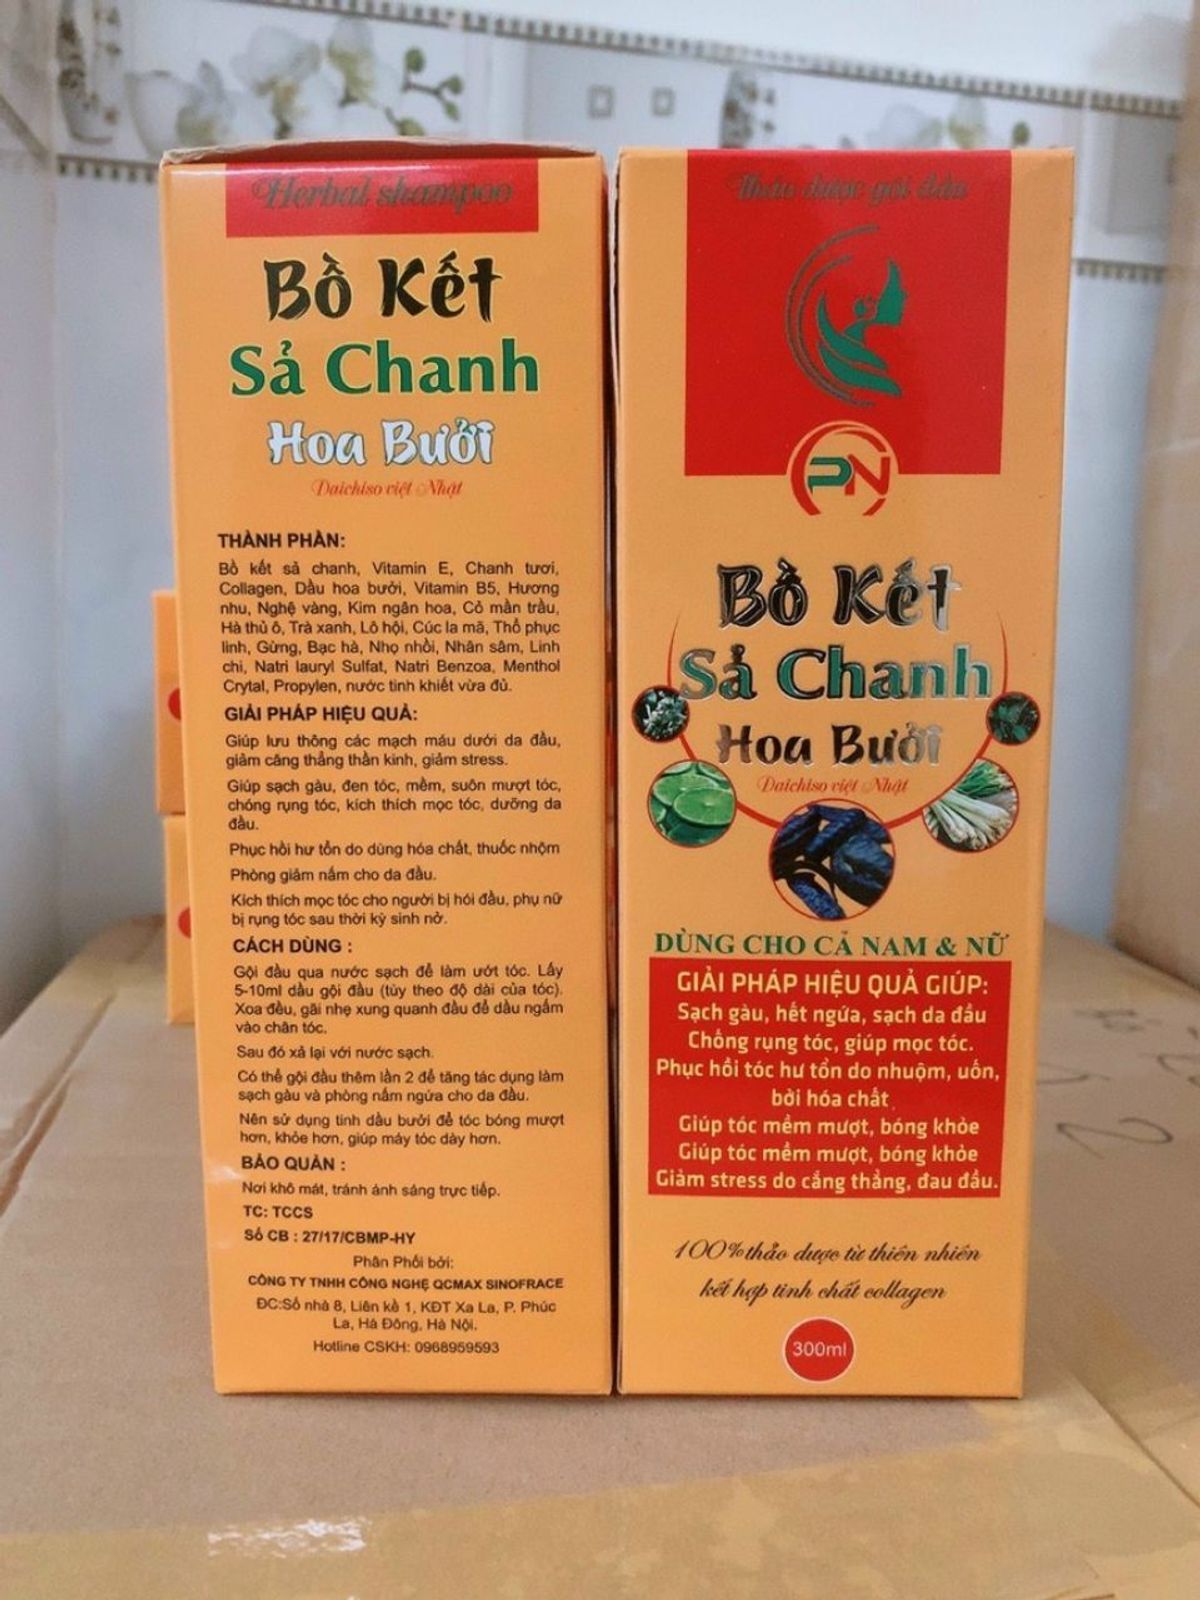 Herbal shampoo
Bồ Kết
Sả Chanh
Hoa Bưởi
Daichiso việt Nhật
THÀNH PHẦN:
Bồ kết sả chanh, Vitamin E, Chanh tươi,
Collagen, Dầu hoa bưởi, Vitamin B5, Hương
nhu, Nghệ vàng, Kim ngân hoa, Cỏ mần trầu,
Hà thủ ô, Trà xanh, Lô hội, Cúc la mã, Thổ phục
linh, Gừng, Bạc hà, Nhọ nhồi, Nhân sâm, Linh
chi, Natri lauryl Sulfat, Natri Benzoa, Menthol
Crytal, Propylen, nước tinh khiết vừa đủ.
GIẢI PHÁP HIỆU QUẢ:
Giúp lưu thông các mạch máu dưới da đầu,
giảm căng thẳng thần kinh, giảm stress.
Giúp sạch gàu, đen tóc, mềm, suôn mượt tóc,
chóng rụng tóc, kích thích mọc tóc, dưỡng da
đầu.
Phục hồi hư tổn do dùng hóa chất, thuốc nhộm
Phòng giảm nấm cho da đầu.
Kích thích mọc tóc cho người bị hói đầu, phụ nữ
bị rụng tóc sau thời kỳ sinh nở.
CÁCH DÙNG :
Gội đầu qua nước sạch để làm ướt tóc. Lấy
5-10ml dầu gội đầu (tùy theo độ dài của tóc).
Xoa đều, gãi nhẹ xung quanh đầu để dầu ngấm
vào chân tóc.
Sau đó xả lại với nước sạch.
Có thể gội đầu thêm lần 2 để tăng tác dụng làm
sạch gàu và phòng nấm ngứa cho da đầu.
Nên sử dụng tinh dầu bưởi để tóc bóng mượt
hơn, khỏe hơn, giúp máy tóc dày hơn.
BẢO QUẢN :
Nơi khô mát, tránh ánh sáng trực tiếp.
TC: TCCS
Số CB : 27/17/CBMP-HY
Phân Phối bởi:
CÔNG TY TNHH CÔNG NGHỆ QCMAX SINOFRACE
ĐC:Số nhà 8, Liên kề 1, KĐT Xa La, P. Phúc
La, Hà Đông, Hà Nội.
Hotline CSKH: 0968959593
Thảo dược gội đầu
PN
Bồ Kết
Sả Chanh
Hoa Bưởi
Daichiso việt Nhật
DÙNG CHO CẢ NAM & NỮ
GIẢI PHÁP HIỆU QUẢ GIÚP:
Sạch gàu, hết ngứa, sạch da đầu
Chống rụng tóc, giúp mọc tóc.
Phục hồi tóc hư tổn do nhuộm, uốn,
bởi hóa chất.
Giúp tóc mềm mượt, bóng khỏe
Giúp tóc mềm mượt, bóng khỏe
Giảm stress do cắng thẳng, đau đầu.
100% thảo dược từ thiên nhiên
kết hợp tinh chất collagen
300ml